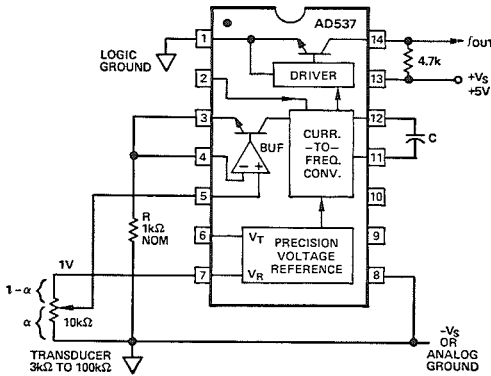 AD537
1
14
fOUT
LOGIC
GROUND
4.7k
2
DRIVER
13
+VS
+5V
3
12
BUF
CURR.
-TO-
FREQ.
CONV.
C
4
- +
11
5
10
R
1kΩ
NOM
6
VT
PRECISION
VOLTAGE
REFERENCE
9
1V
7
VR
8
1-α
α
10kΩ
TRANSDUCER
3kΩ TO 100kΩ
-VS
OR
ANALOG
GROUND